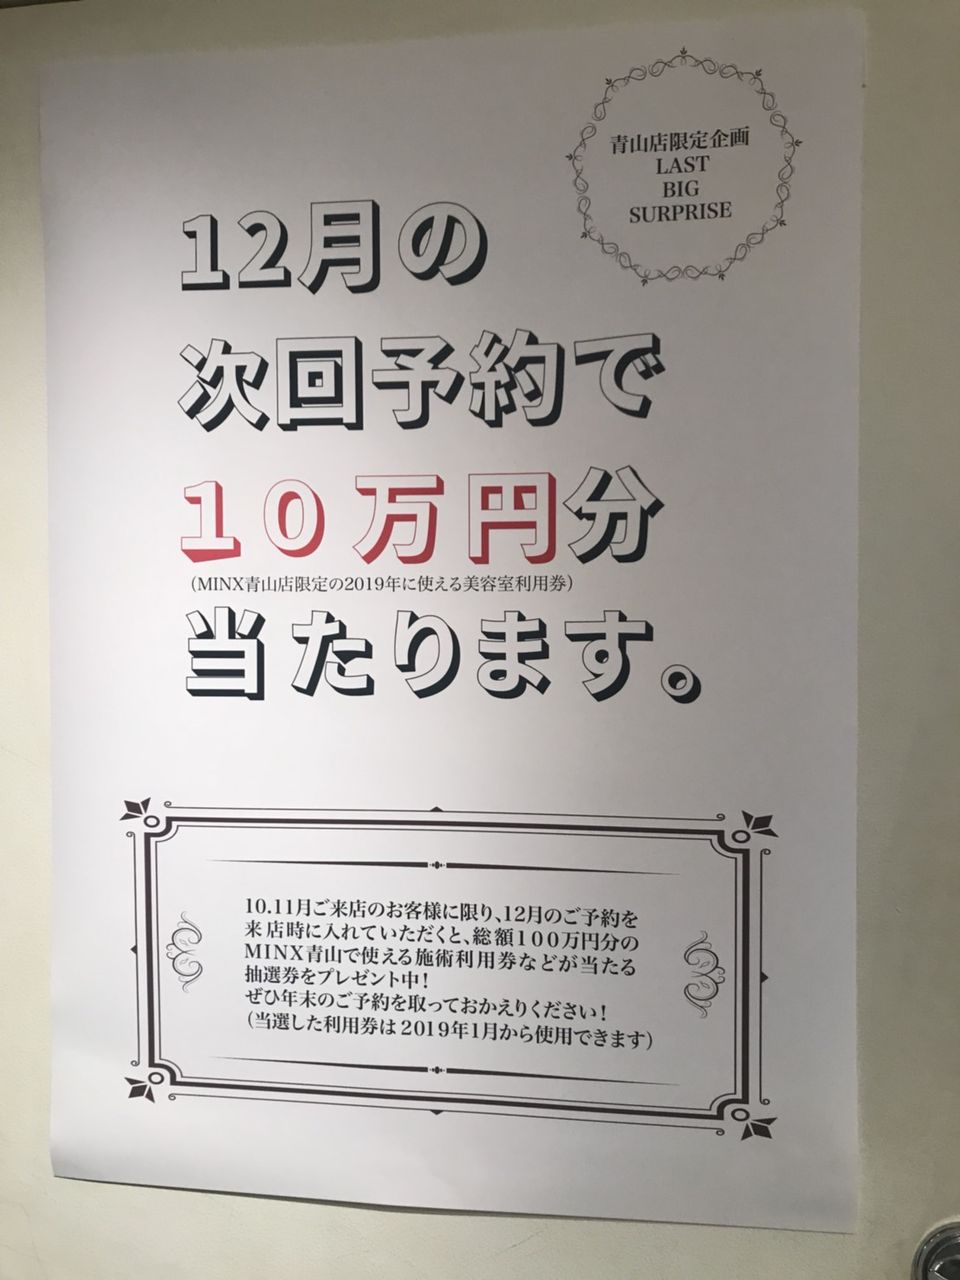 青山店限定企画
LAST
BIG
SURPRISE
12月の
次回予約で
10万円分
(MINX青山店限定の2019年に使える美容室利用券)
当たります。
10.11月ご来店のお客様に限り、12月のご予約を
来店時に入れていただくと、総額100万円分の
MINX青山で使える施術利用券などが当たる
抽選券をプレゼント中!
ぜひ年末のご予約を取っておかえりください!
(当選した利用券は2019年1月から使用できます)